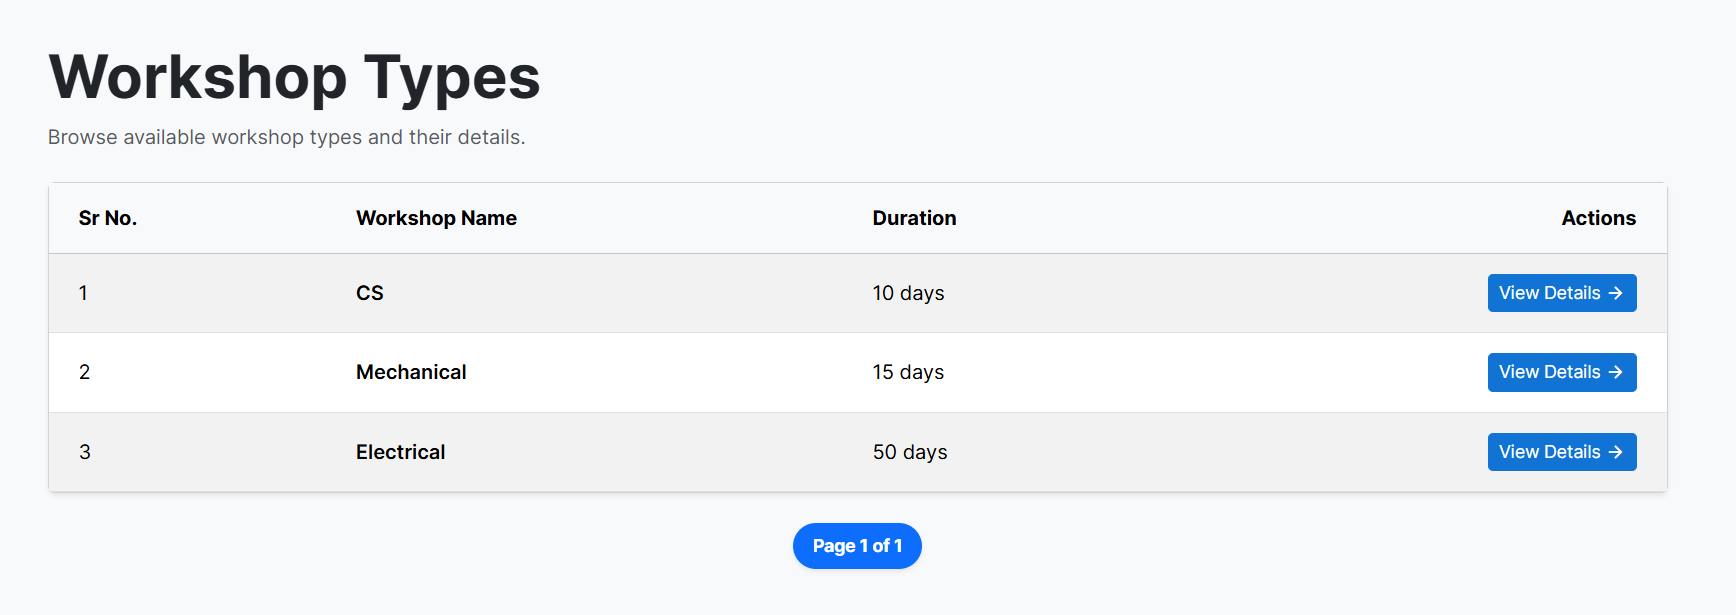 Workshop Types
Browse available workshop types and their details.
Sr No. Workshop Name Duration Actions
1 CS 10 days View Details →
2 Mechanical 15 days View Details →
3 Electrical 50 days View Details →
Page 1 of 1